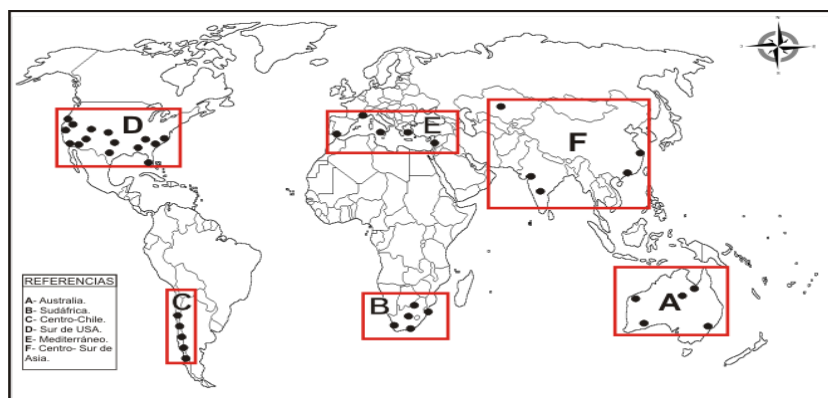 D
E
F
C
B
A
REFERENCIAS
A- Australia.
B- Sudáfrica.
C- Centro-Chile.
D- Sur de USA.
E- Mediterráneo.
F- Centro- Sur de
Asia.